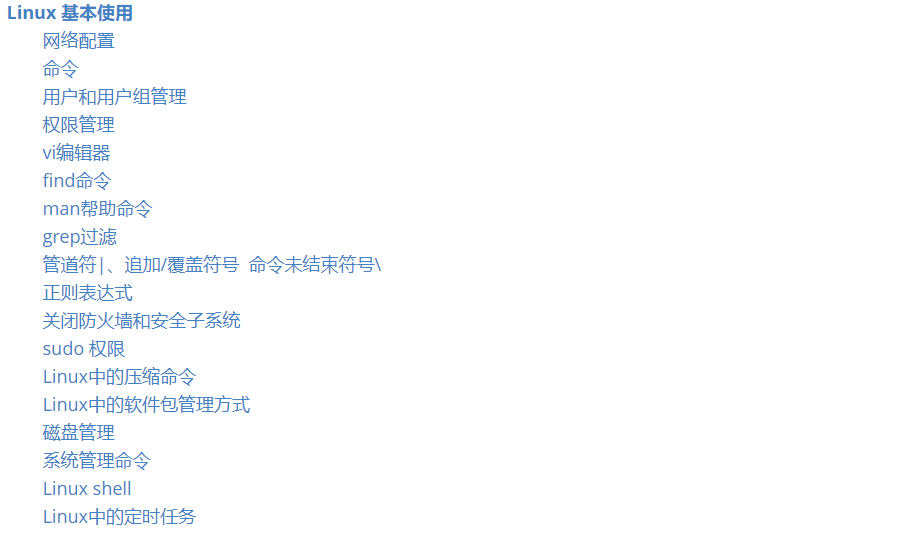 Linux 基本使用
网络配置
命令
用户和用户组管理
权限管理
vi编辑器
find命令
man帮助命令
grep过滤
管道符|、追加/覆盖符号 命令未结束符号\
正则表达式
关闭防火墙和安全子系统
sudo 权限
Linux中的压缩命令
Linux中的软件包管理方式
磁盘管理
系统管理命令
Linux shell
Linux中的定时任务